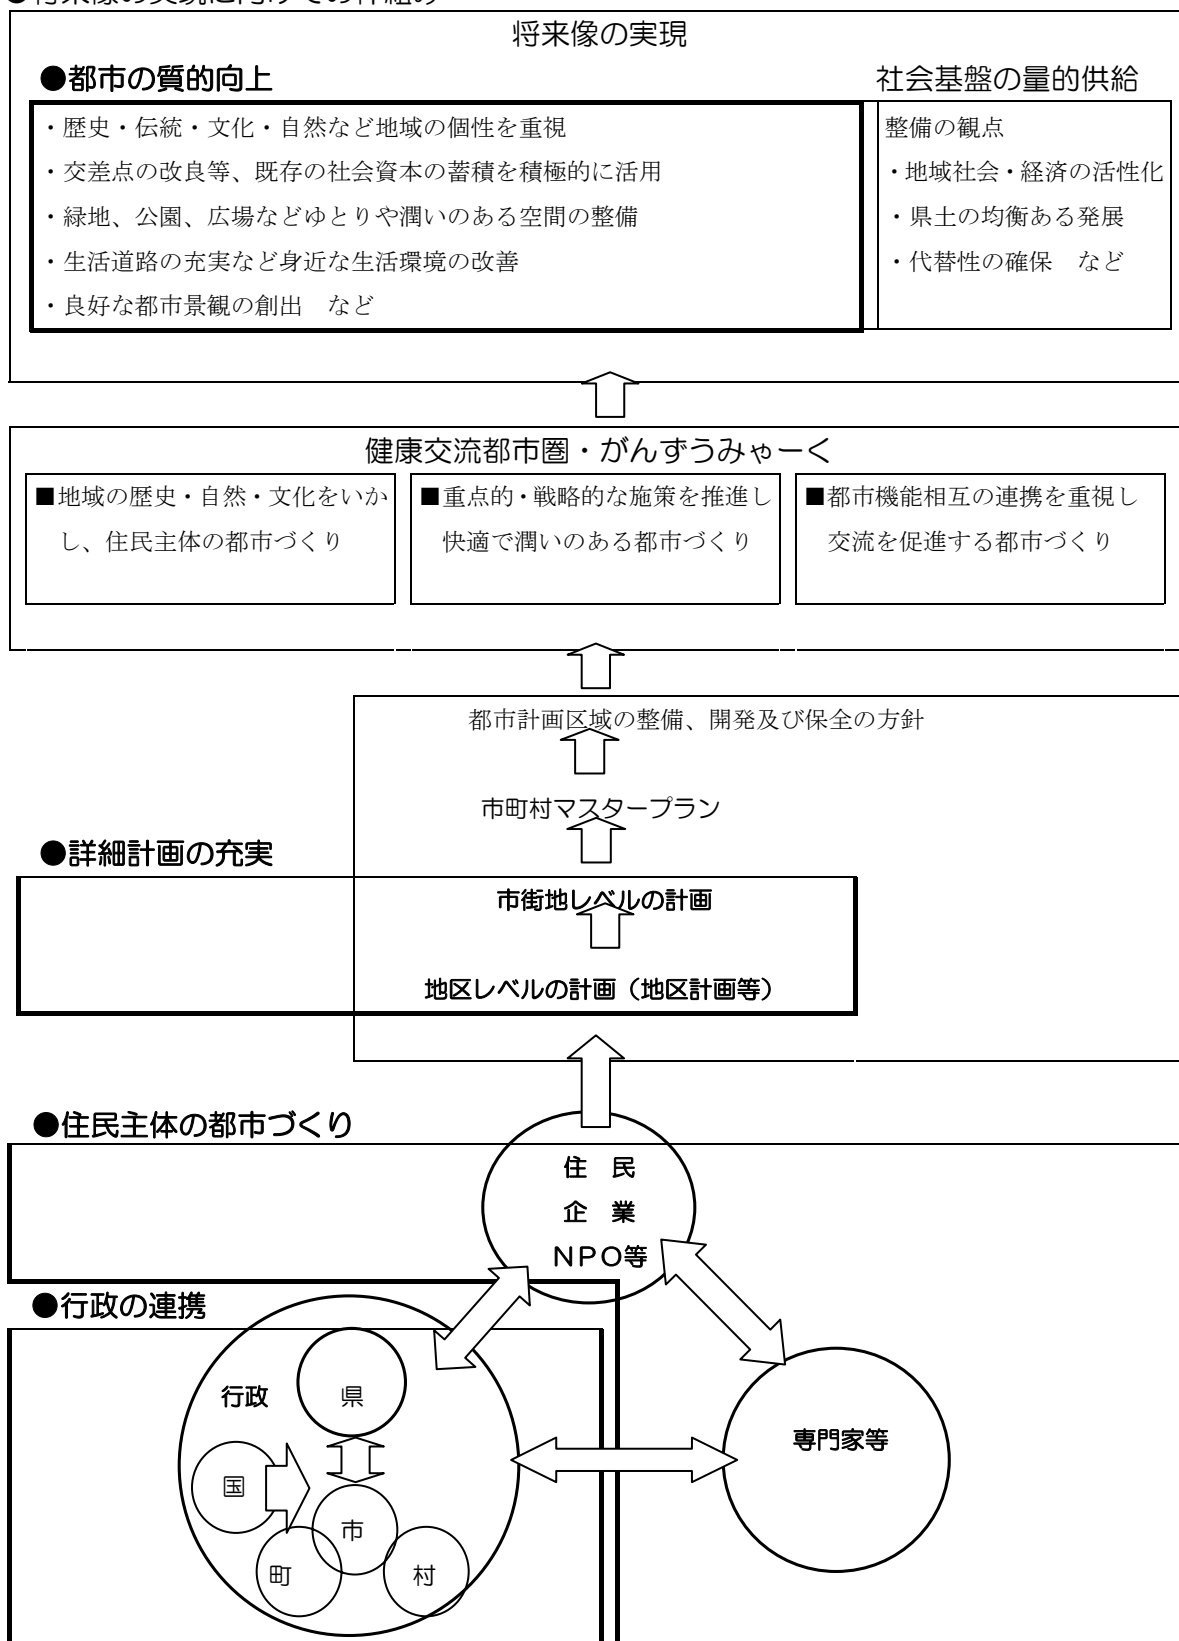 ●将来像の実現に向けての枠組み
将来像の実現
●都市の質的向上
社会基盤の量的供給
・歴史・伝統・文化・自然など地域の個性を重視
・交差点の改良等、既存の社会資本の蓄積を積極的に活用
・緑地、公園、広場などゆとりや潤いのある空間の整備
・生活道路の充実など身近な生活環境の改善
・良好な都市景観の創出　など
整備の観点
・地域社会・経済の活性化
・県土の均衡ある発展
・代替性の確保　など
健康交流都市圏・がんずうみゃーく
■地域の歴史・自然・文化をいか
し、住民主体の都市づくり
■重点的・戦略的な施策を推進し
快適で潤いのある都市づくり
■都市機能相互の連携を重視し
交流を促進する都市づくり
都市計画区域の整備、開発及び保全の方針
市町村マスタープラン
●詳細計画の充実
市街地レベルの計画
地区レベルの計画（地区計画等）
●住民主体の都市づくり
住　民
企　業
ＮＰＯ等
●行政の連携
行政
県
国
市
町
村
専門家等